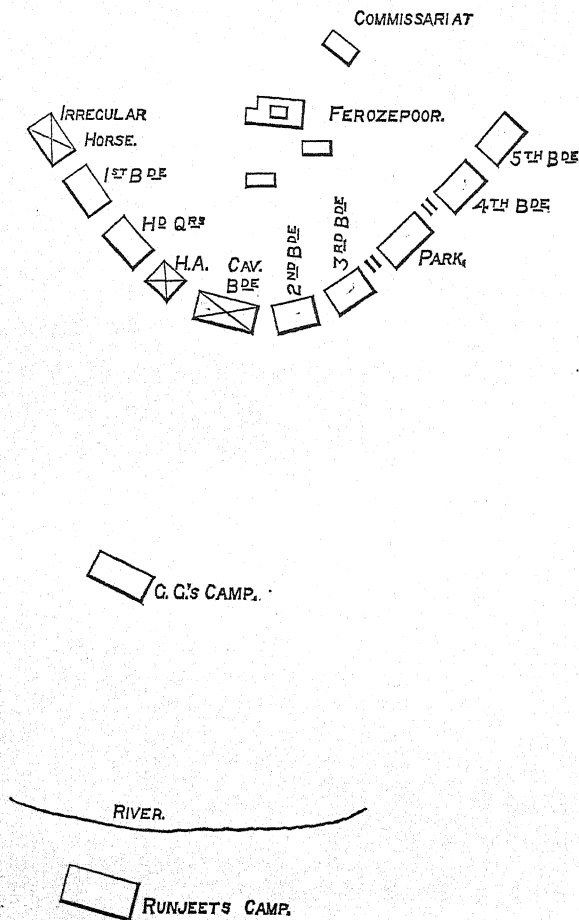 COMMISSARIAT
IRREGULAR
HORSE.
FEROZEPOOR.
1ST BDE
5TH BDE
4TH BDE
HD QRS
H.A.
CAV.
BDE
2ND BDE
3RD BDE
PARK.
G. G.'S CAMP.
RIVER.
RUNJEETS CAMP.